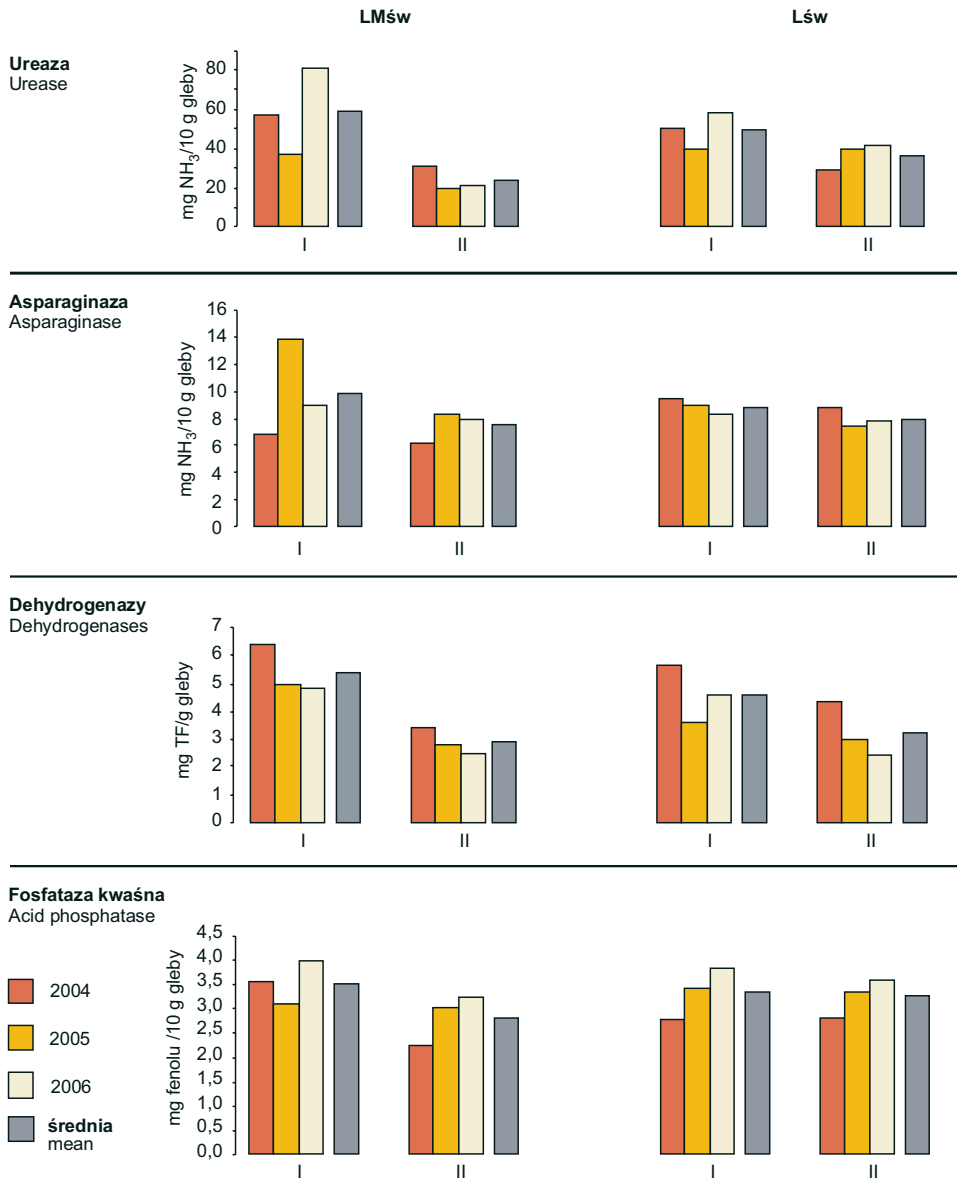 LMśw
Lśw
Ureaza
Urease
mg NH3/10 g gleby
80
60
40
20
0
I
II
I
II
Asparaginaza
Asparaginase
mg NH3/10 g gleby
16
14
12
10
8
6
4
2
0
I
II
I
II
Dehydrogenazy
Dehydrogenases
mg TF/g gleby
7
6
5
4
3
2
1
0
I
II
I
II
Fosfataza kwaśna
Acid phosphatase
mg fenolu /10 g gleby
4,5
4,0
3,5
3,0
2,5
2,0
1,5
1,0
0,5
0,0
I
II
I
II
2004
2005
2006
średnia
mean